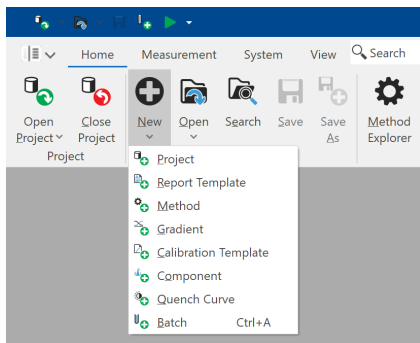 Home Measurement System View Search
Open Project Close Project New Open Search Save Save As Method Explorer
Project
Project
Report Template
Method
Gradient
Calibration Template
Component
Quench Curve
Batch Ctrl+A